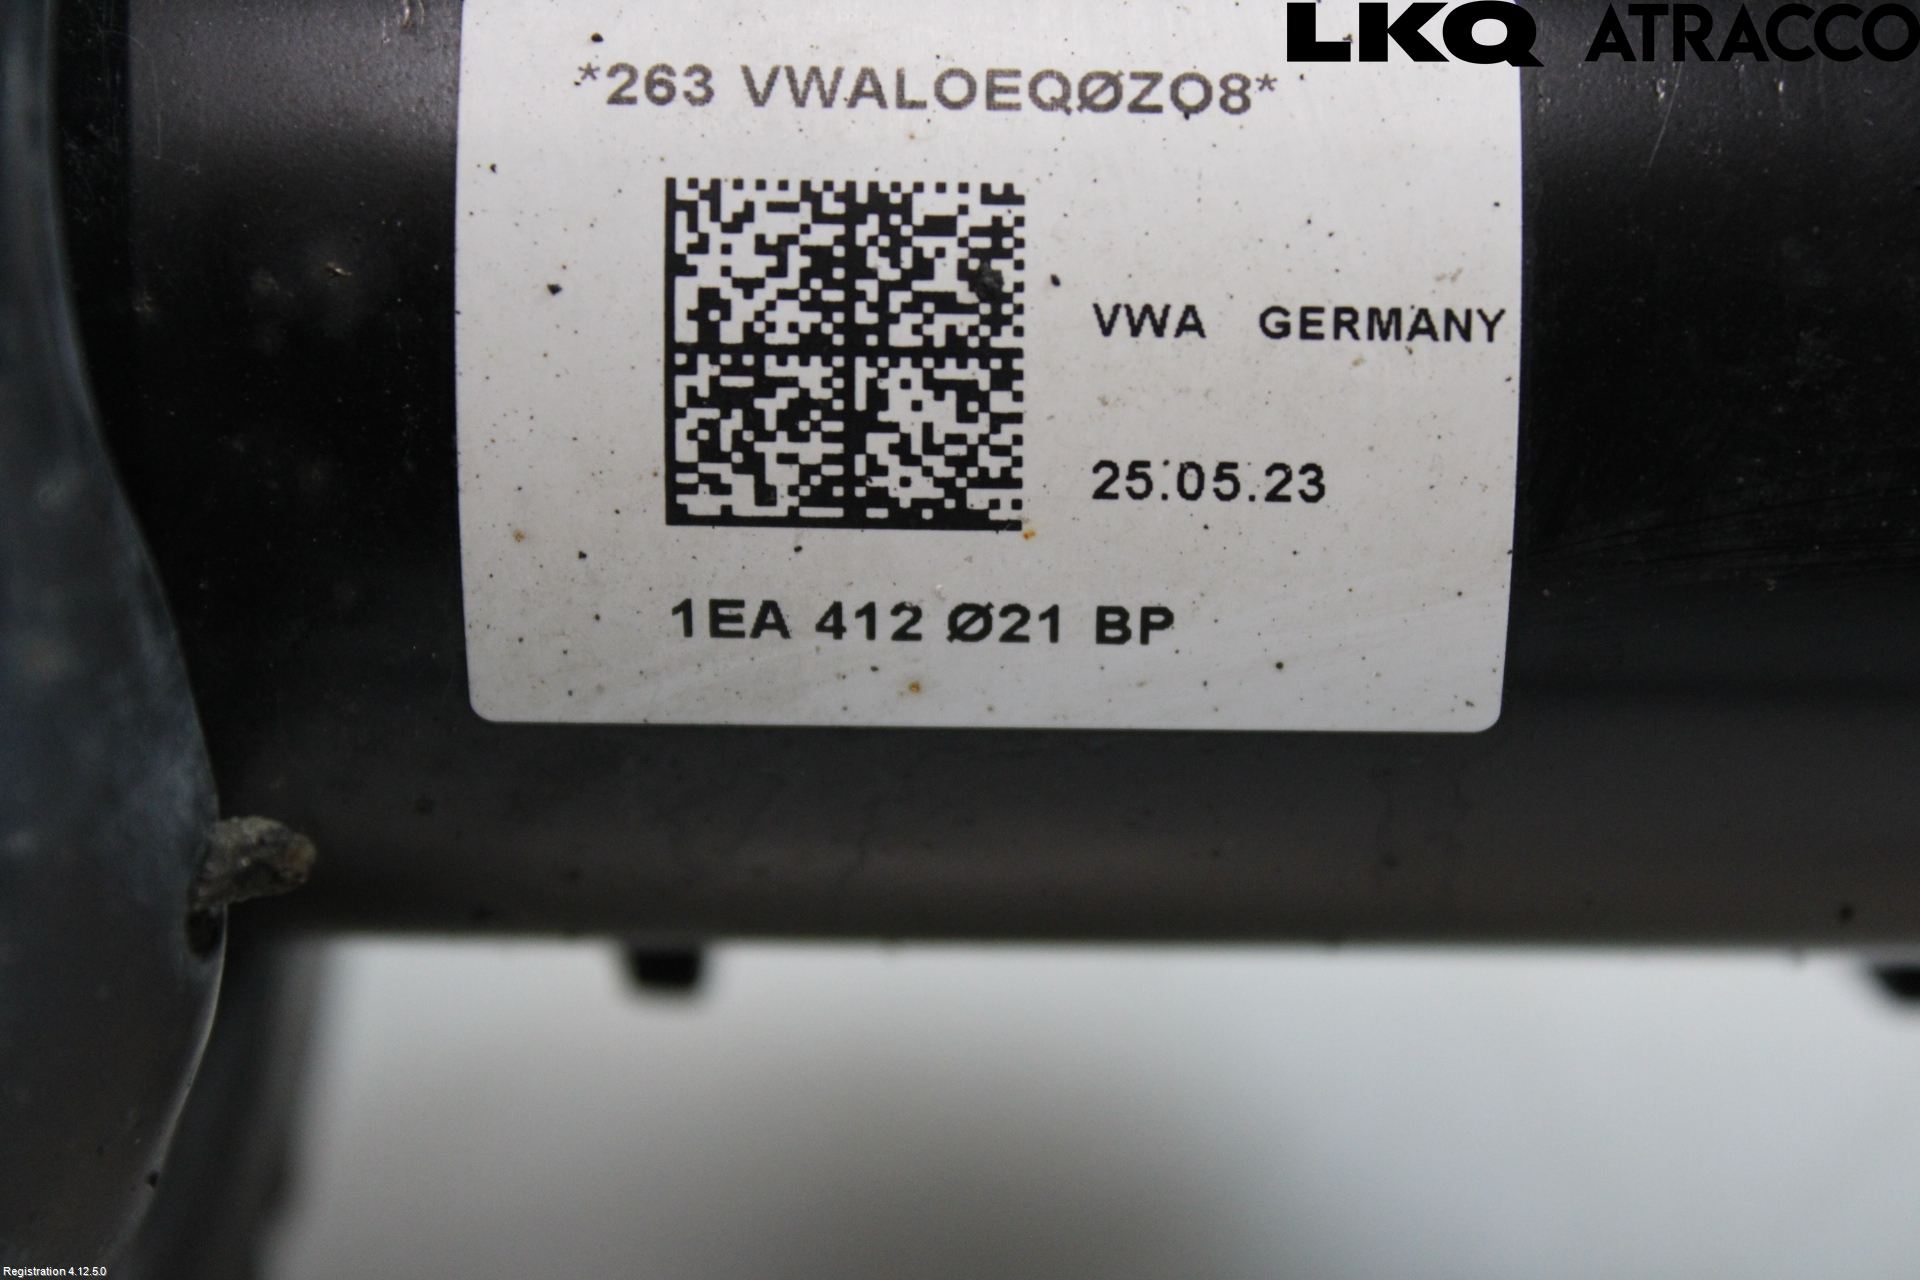 LKQ ATRACCO
*263 VWALOEQØZO8*
VWA GERMANY
25.05.23
1EA 412 Ø21 BP
Registration 4.12.5.0